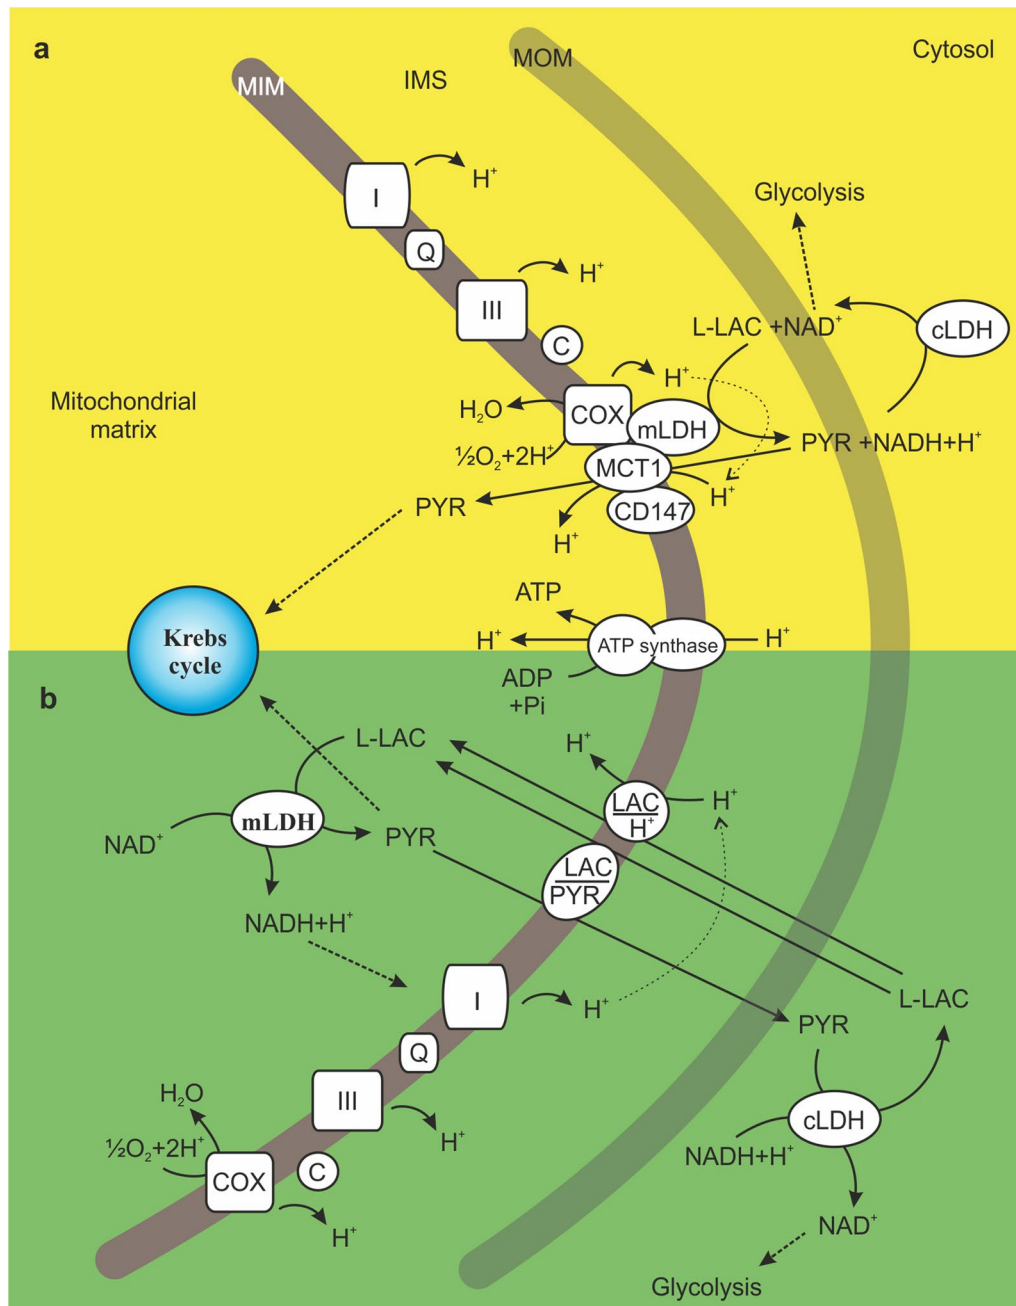 a
Cytosol
MOM
IMS
MIM
H⁺
Glycolysis
I
Q
H⁺
III
L-LAC +NAD⁺
cLDH
C
H⁺
Mitochondrial
matrix
H₂O
COX
mLDH
PYR +NADH+H⁺
½O₂+2H⁺
MCT1
H⁺
PYR
CD147
H⁺
ATP
Krebs
cycle
H⁺
ATP synthase
H⁺
ADP
+Pi
b
L-LAC
H⁺
LAC
H⁺
H⁺
mLDH
NAD⁺
PYR
LAC
PYR
NADH+H⁺
I
H⁺
L-LAC
PYR
Q
H₂O
III
cLDH
½O₂+2H⁺
H⁺
NADH+H⁺
COX
C
H⁺
NAD⁺
Glycolysis